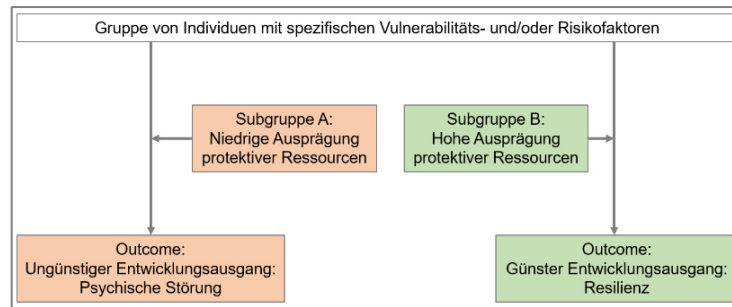 Gruppe von Individuen mit spezifischen Vulnerabilitäts- und/oder Risikofaktoren
Subgruppe A:
Niedrige Ausprägung
protektiver Ressourcen
Subgruppe B:
Hohe Ausprägung
protektiver Ressourcen
Outcome:
Ungünstiger Entwicklungsausgang:
Psychische Störung
Outcome:
Günster Entwicklungsausgang:
Resilienz